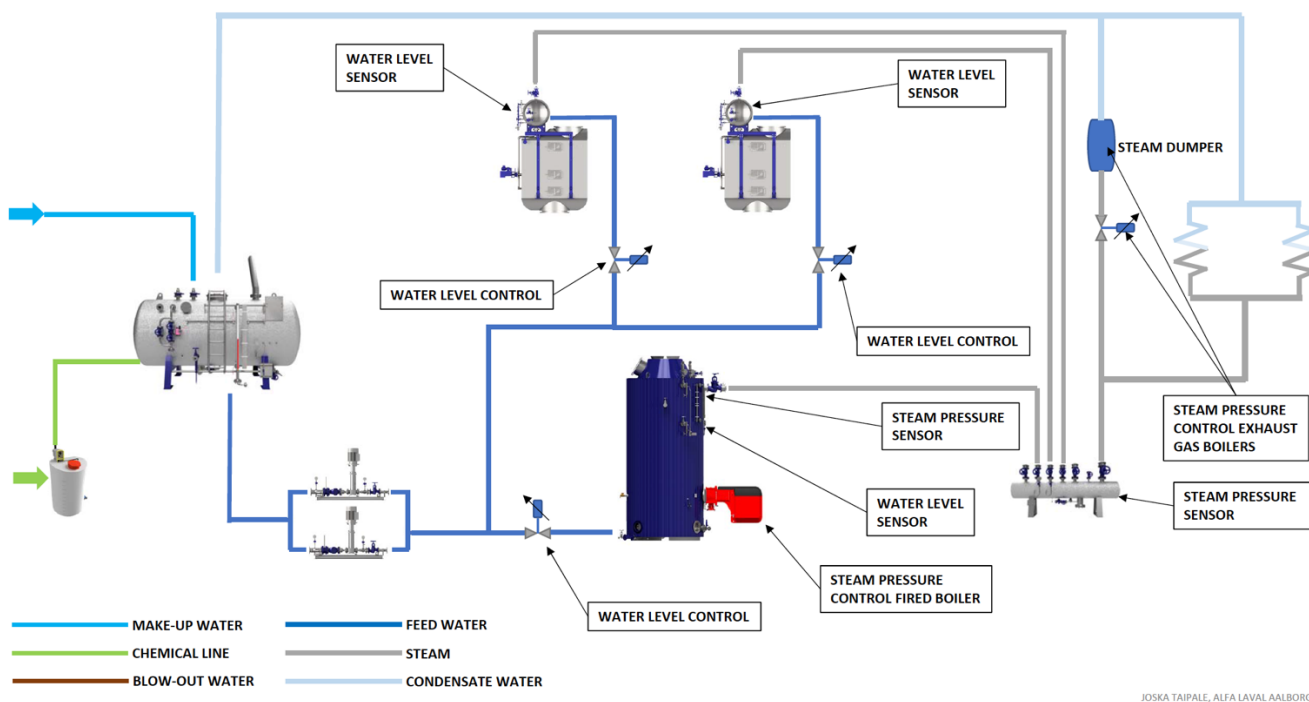 WATER LEVEL
SENSOR
WATER LEVEL
SENSOR
STEAM DUMPER
WATER LEVEL CONTROL
WATER LEVEL CONTROL
STEAM PRESSURE
SENSOR
STEAM PRESSURE
CONTROL EXHAUST
GAS BOILERS
WATER LEVEL
SENSOR
STEAM PRESSURE
SENSOR
STEAM PRESSURE
CONTROL FIRED BOILER
WATER LEVEL CONTROL
MAKE-UP WATER
FEED WATER
CHEMICAL LINE
STEAM
BLOW-OUT WATER
CONDENSATE WATER
JOSKA TAIPALE, ALFA LAVAL AALBORG